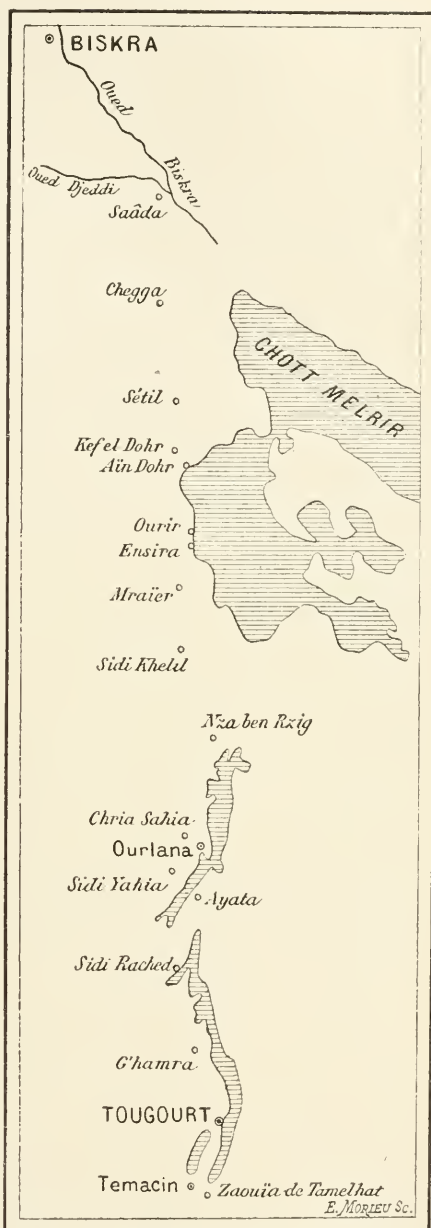 BISKRA
Oued
Biskra
Oued Djeddi
Saâda
Chegga
CHOTT MELRIR
Sétil
Kef el Dohr
Aïn Dohr
Ourir
Ensira
Mraïer
Sidi Khelil
Nza ben Rzig
Chria Sahia
Ourlana
Sidi Yahia
Ayata
Sidi Rached
G'hamra
TOUGOURT
Temacin
Zaouïa de Tamelhat
E. MORIEU Sc.